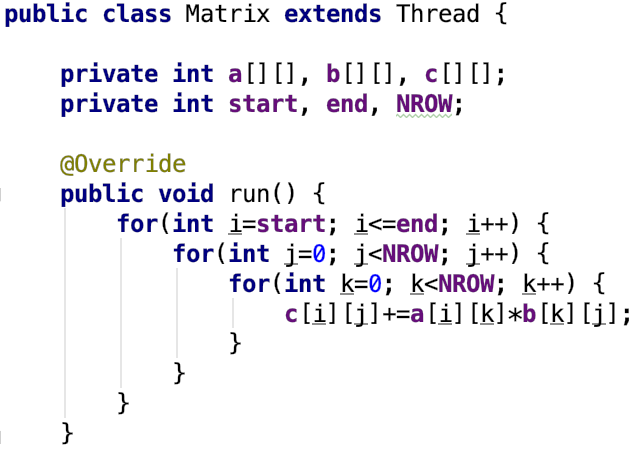 public class Matrix extends Thread {
    private int a[][], b[][], c[][];
    private int start, end, NROW;
    @Override
    public void run() {
        for(int i=start; i<=end; i++) {
            for(int j=0; j<NROW; j++) {
                for(int k=0; k<NROW; k++) {
                    c[i][j]+=a[i][k]*b[k][j];
                }
            }
        }
    }